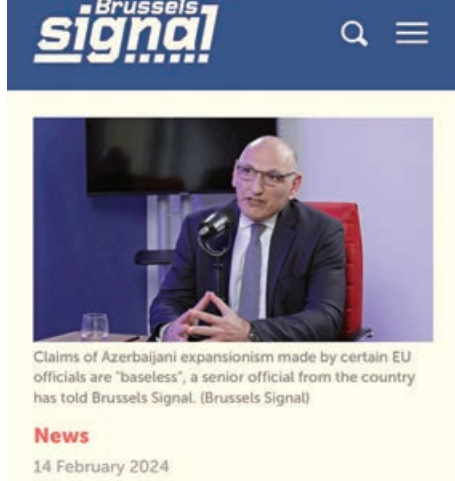 Brussels
signal
Claims of Azerbaijani expansionism made by certain EU
officials are "baseless", a senior official from the country
has told Brussels Signal. (Brussels Signal)
News
14 February 2024